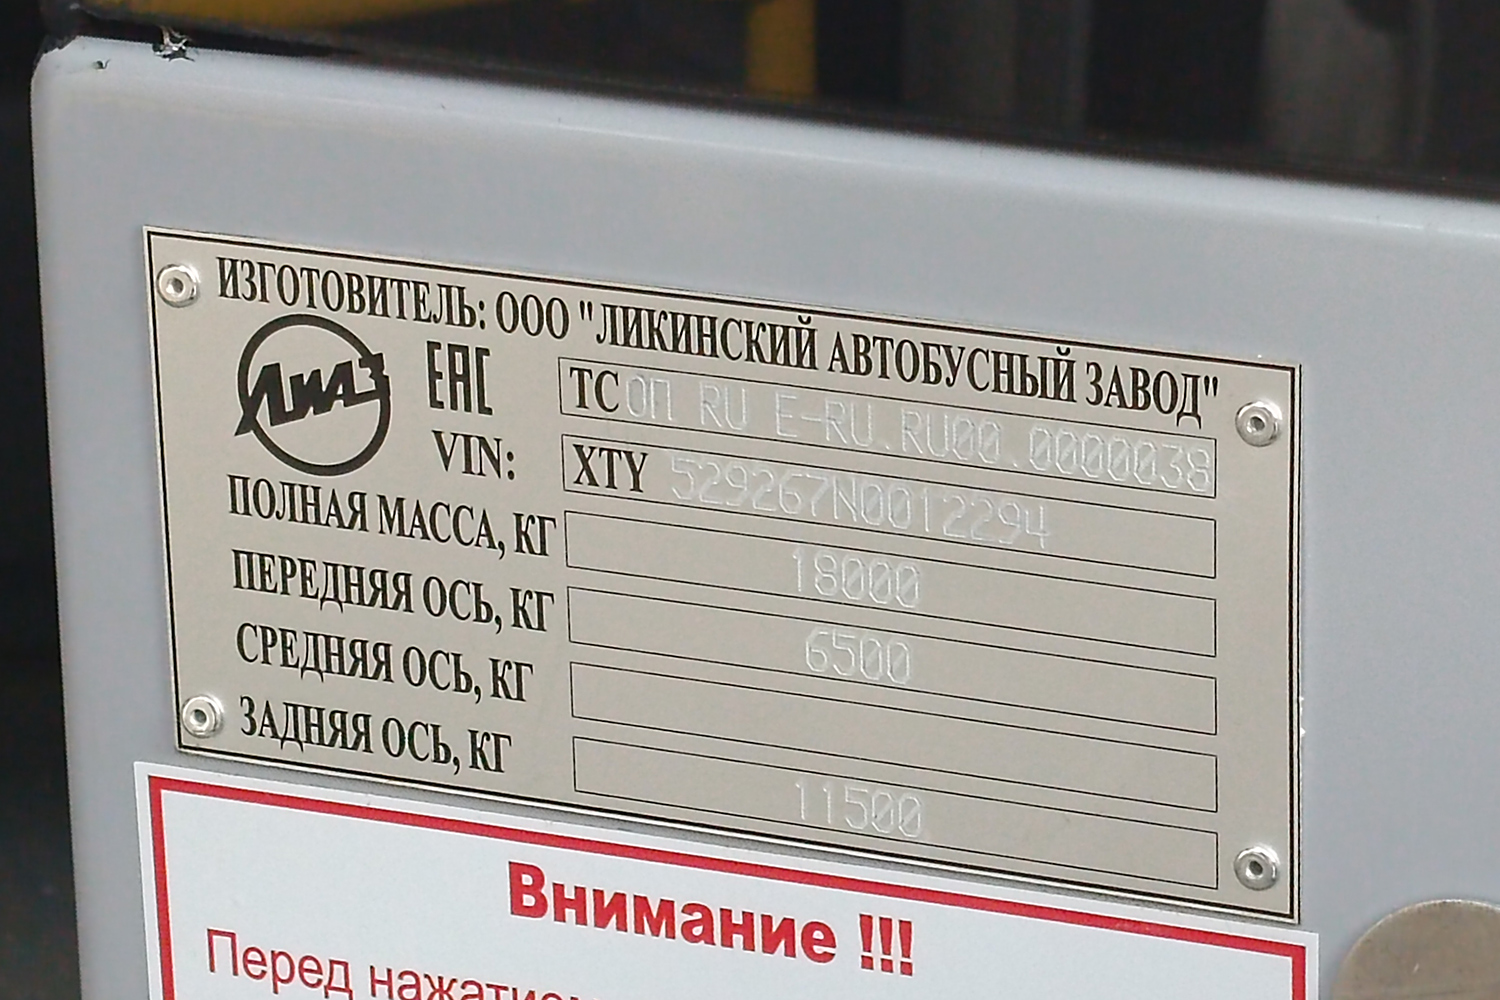 ИЗГОТОВИТЕЛЬ: ООО "ЛИКИНСКИЙ АВТОБУСНЫЙ ЗАВОД"
ЛИАЗ EAC ТС ОП RU E-RU.RU00.0000038
VIN: XTY 529267N0012294
ПОЛНАЯ МАССА, КГ 18000
ПЕРЕДНЯЯ ОСЬ, КГ 6500
СРЕДНЯЯ ОСЬ, КГ
ЗАДНЯЯ ОСЬ, КГ 11500
Внимание !!!
Перед